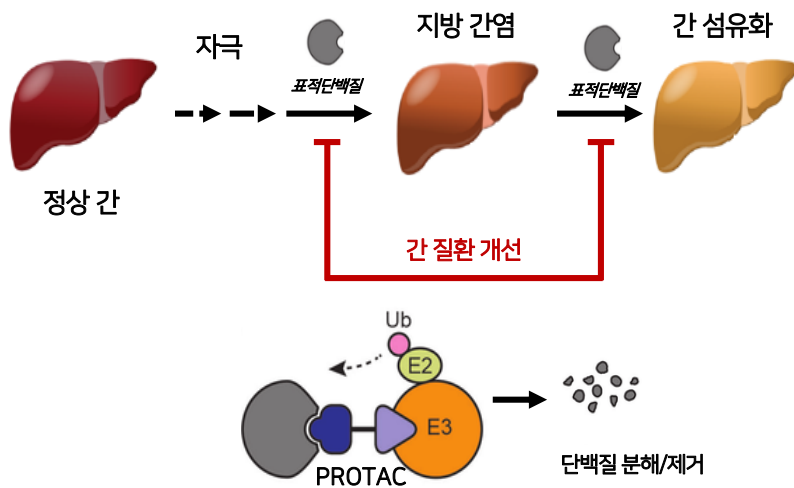 자극
지방 간염
간 섬유화
표적단백질
표적단백질
정상 간
간 질환 개선
Ub
E2
E3
PROTAC
단백질 분해/제거